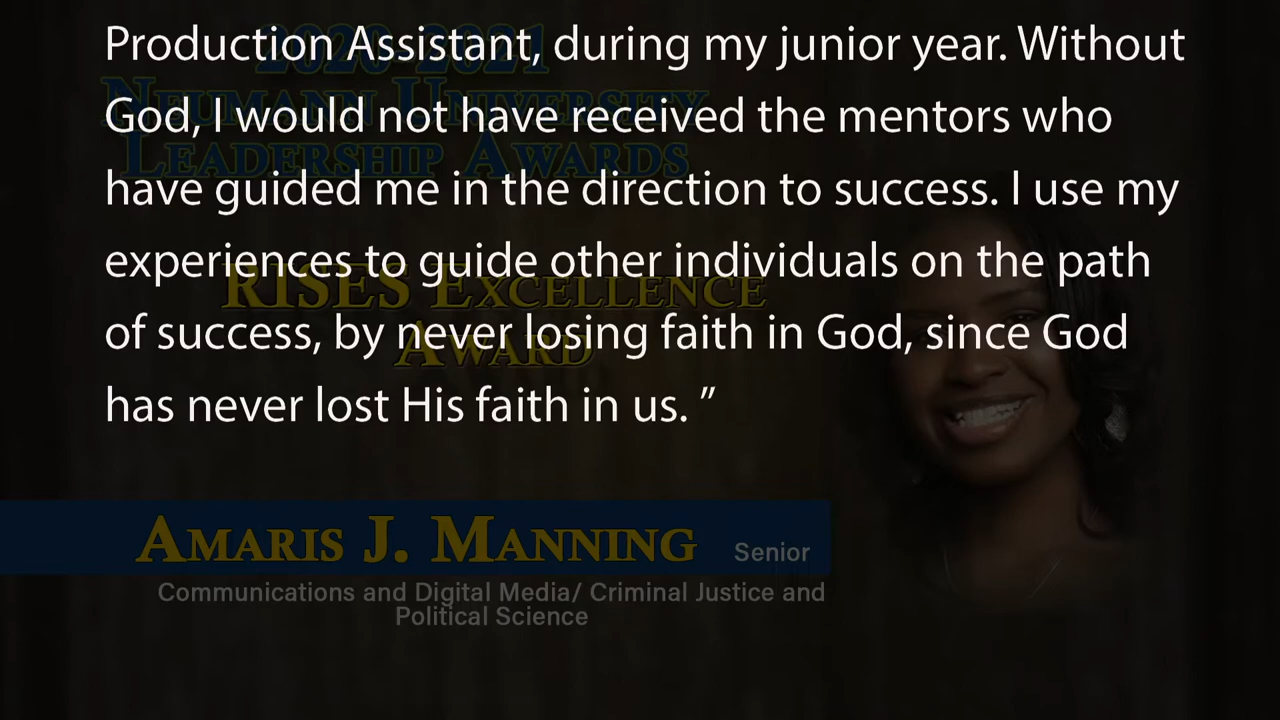 Production Assistant, during my junior year. Without
God, I would not have received the mentors who
have guided me in the direction to success. I use my
experiences to guide other individuals on the path
of success, by never losing faith in God, since God
has never lost His faith in us. ”
2020-2021
Neumann University
Leadership Awards
RISES Excellence
Award
Amaris J. Manning Senior
Communications and Digital Media/ Criminal Justice and
Political Science